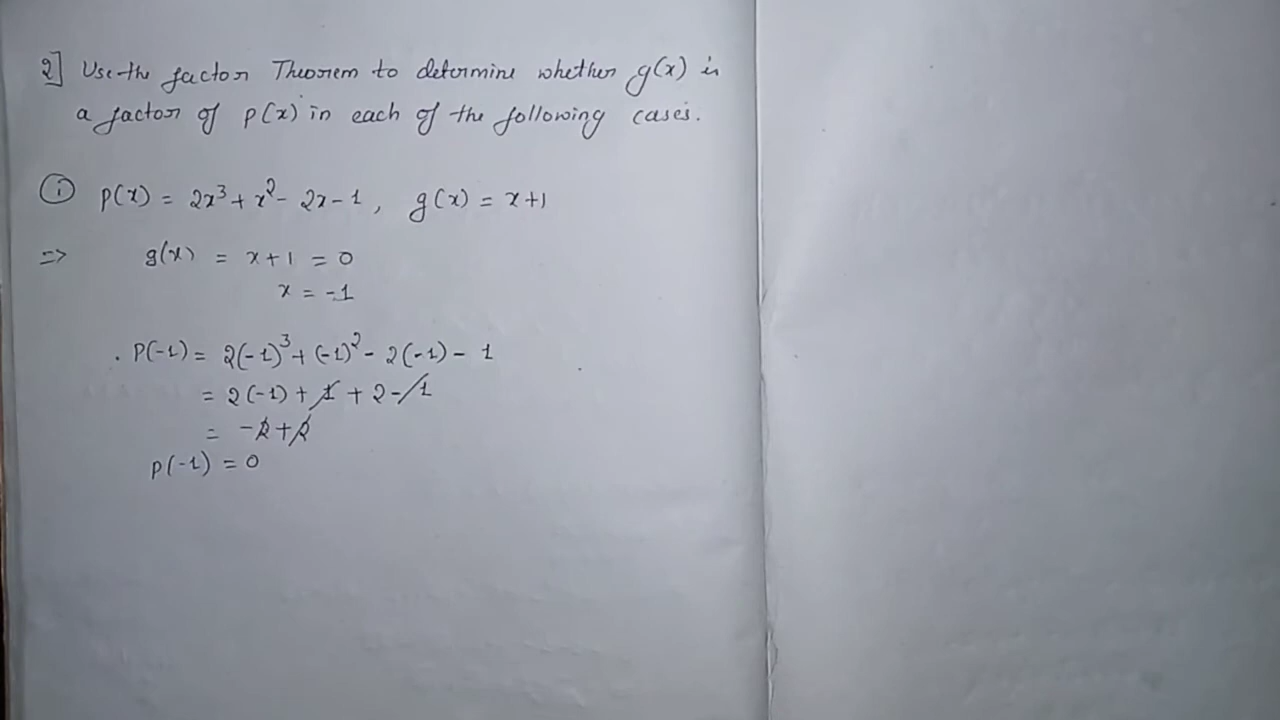 2] Use the factor Theorem to determine whether g(x) is
a factor of p(x) in each of the following cases.
(i) p(x) = 2x³ + x² - 2x - 1, g(x) = x+1
=> g(x) = x + 1 = 0
x = -1
. P(-1) = 2(-1)³ + (-1)² - 2(-1) - 1
= 2(-1) + 1 + 2 - 1
= -2 + 2
p(-1) = 0